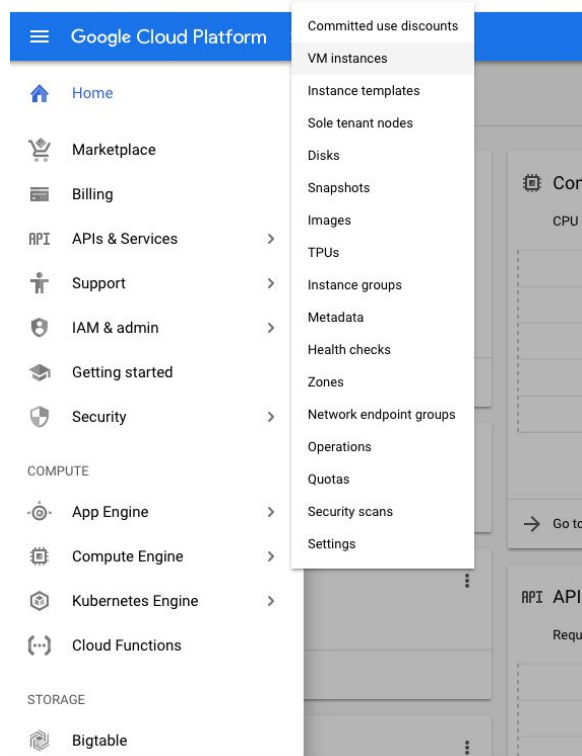 Google Cloud Platform
Home
Marketplace
Billing
API APIs & Services
Support
IAM & admin
Getting started
Security
COMPUTE
App Engine
Compute Engine
Kubernetes Engine
Cloud Functions
STORAGE
Bigtable
Committed use discounts
VM instances
Instance templates
Sole tenant nodes
Disks
Snapshots
Images
TPUs
Instance groups
Metadata
Health checks
Zones
Network endpoint groups
Operations
Quotas
Security scans
Settings
CPU
Go to
API API